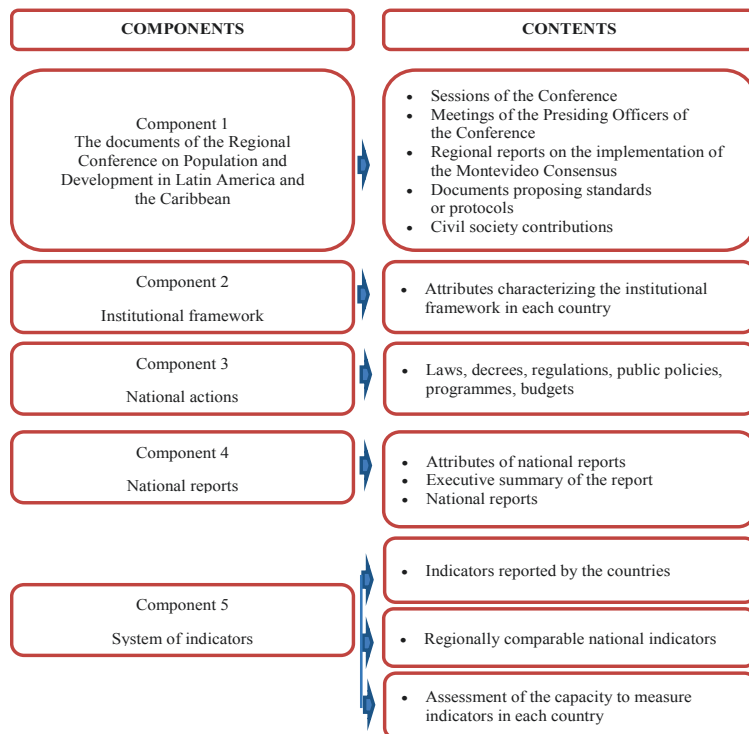 COMPONENTS
CONTENTS
Component 1
The documents of the Regional
Conference on Population and
Development in Latin America and
the Caribbean
• Sessions of the Conference
• Meetings of the Presiding Officers of
the Conference
• Regional reports on the implementation of
the Montevideo Consensus
• Documents proposing standards
or protocols
• Civil society contributions
Component 2
Institutional framework
• Attributes characterizing the institutional
framework in each country
Component 3
National actions
• Laws, decrees, regulations, public policies,
programmes, budgets
Component 4
National reports
• Attributes of national reports
• Executive summary of the report
• National reports
Component 5
System of indicators
• Indicators reported by the countries
• Regionally comparable national indicators
• Assessment of the capacity to measure
indicators in each country